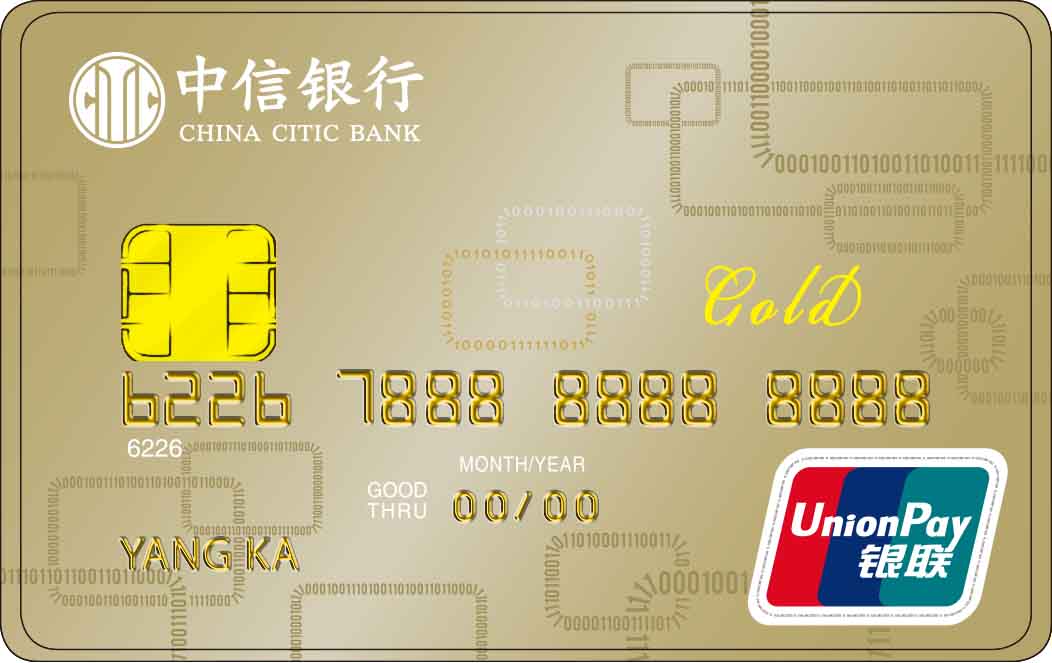 中信银行
CHINA CITIC BANK
Gold
6226 7888 8888 8888
6226
MONTH/YEAR
GOOD THRU 00/00
YANG KA
UnionPay
银联